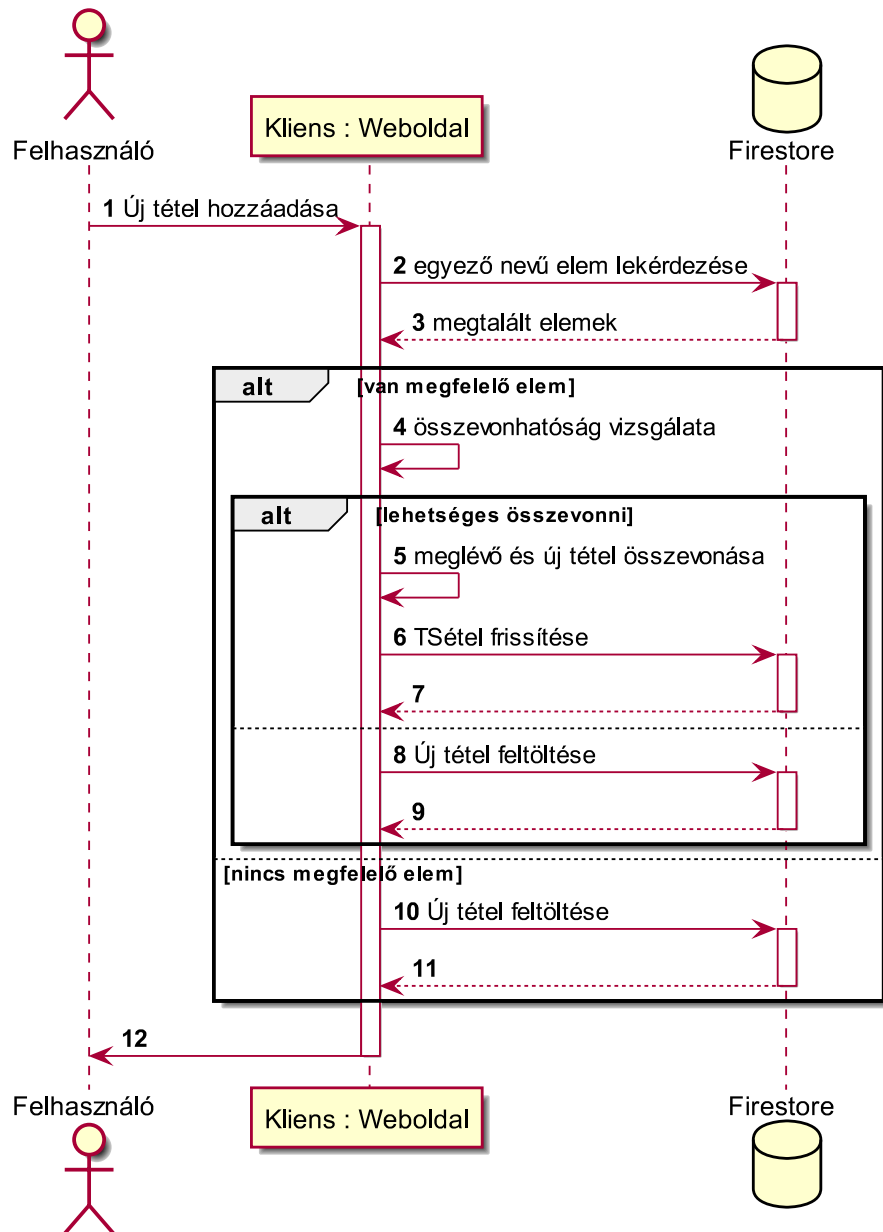 Felhasználó
Kliens : Weboldal
Firestore
1 Új tétel hozzáadása
2 egyező nevű elem lekérdezése
3 megtalált elemek
alt [van megfelelő elem]
4 összevonhatóság vizsgálata
alt [lehetséges összevonni]
5 meglévő és új tétel összevonása
6 TSétel frissítése
7
8 Új tétel feltöltése
9
[nincs megfelelő elem]
10 Új tétel feltöltése
11
12
Felhasználó
Kliens : Weboldal
Firestore